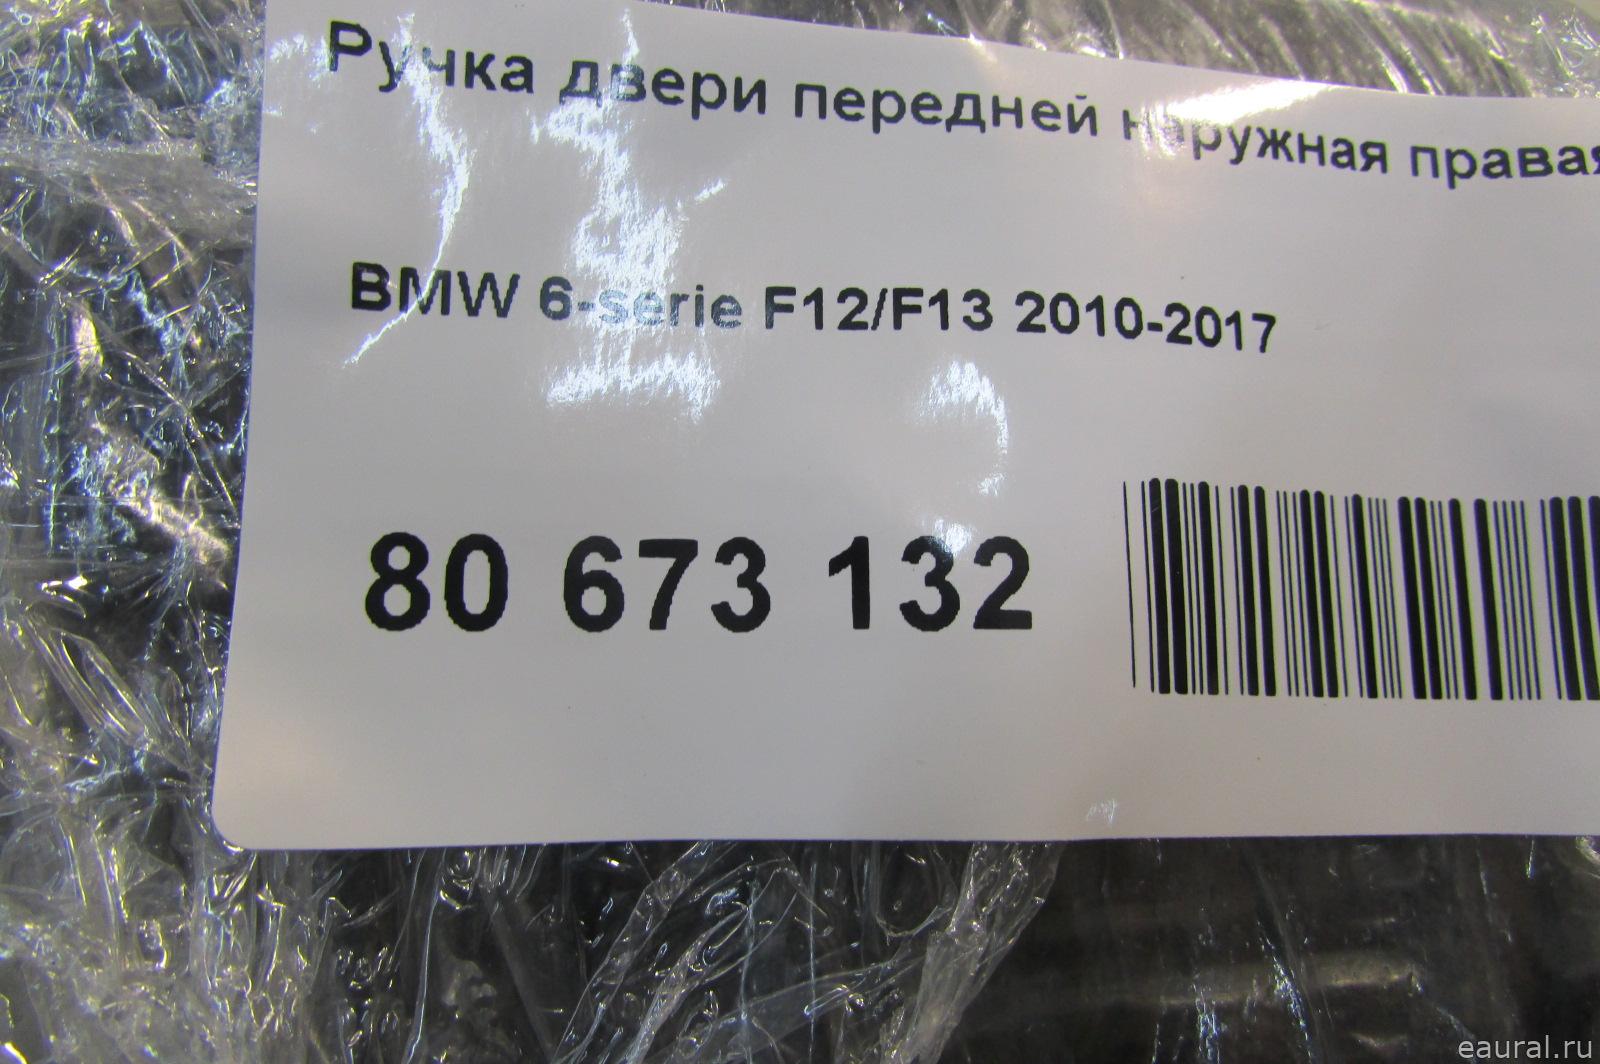 Ручка двери передней наружная правая
BMW 6-serie F12/F13 2010-2017
80 673 132
eaural.ru